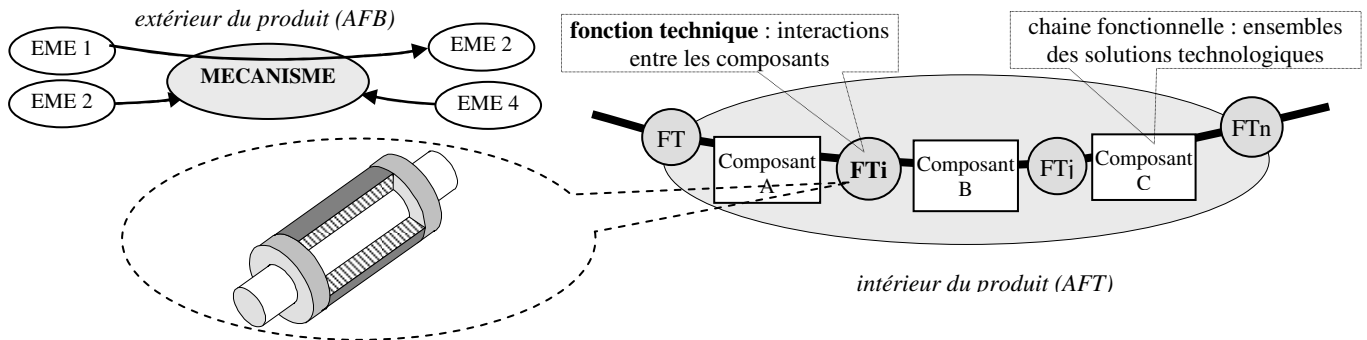 extérieur du produit (AFB)
EME 1
EME 2
MECANISME
EME 2
EME 4
fonction technique : interactions
entre les composants
chaine fonctionnelle : ensembles
des solutions technologiques
FT
Composant
A
FTi
Composant
B
FTj
Composant
C
FTn
intérieur du produit (AFT)